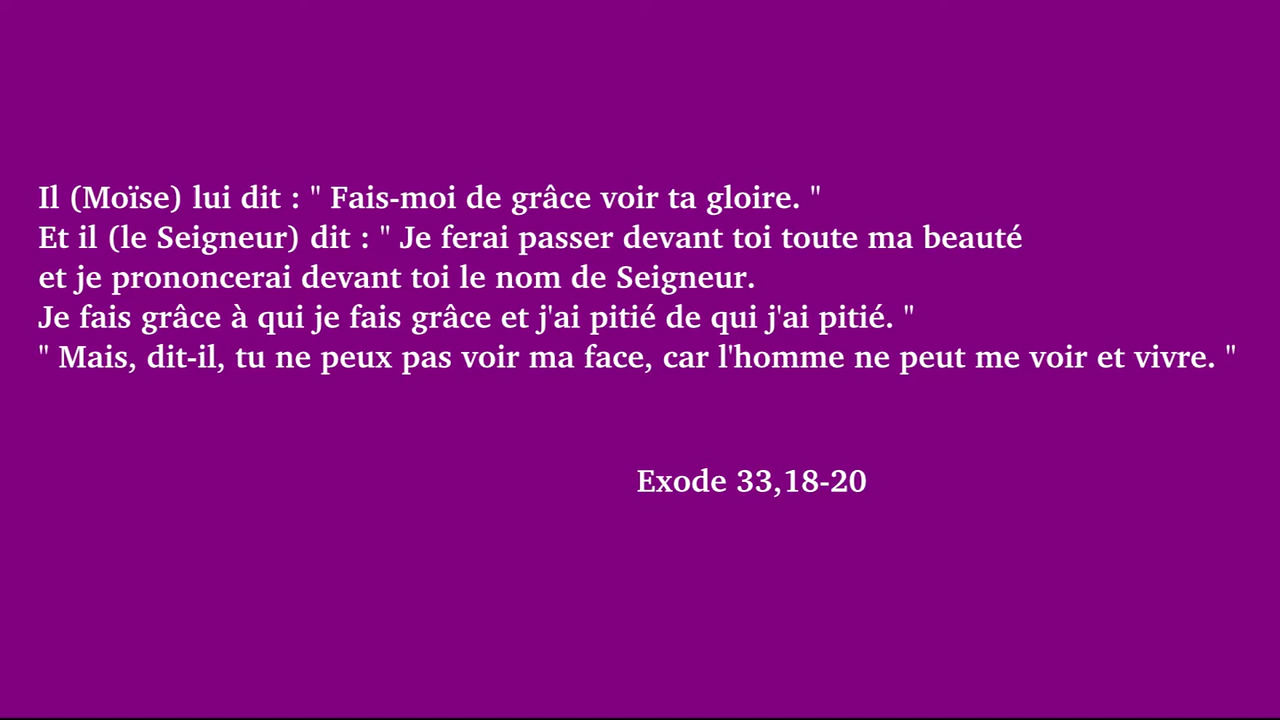 Il (Moïse) lui dit : " Fais-moi de grâce voir ta gloire. "
Et il (le Seigneur) dit : " Je ferai passer devant toi toute ma beauté
et je prononcerai devant toi le nom de Seigneur.
Je fais grâce à qui je fais grâce et j'ai pitié de qui j'ai pitié. "
" Mais, dit-il, tu ne peux pas voir ma face, car l'homme ne peut me voir et vivre. "
Exode 33,18-20